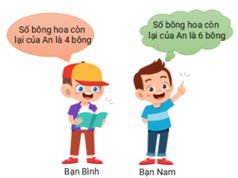 Số bông hoa còn
lại của An là 4 bông
Số bông hoa còn
lại của An là 6 bông
Bạn Bình
Bạn Nam